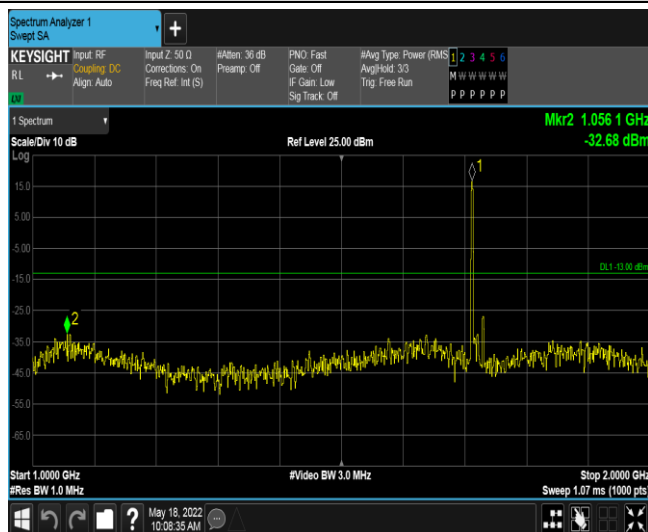 Spectrum Analyzer 1
Swept SA
KEYSIGHT
RL
Input: RF
Coupling: DC
Align: Auto
Input Z: 50 Ω
Corrections: On
Freq Ref: Int (S)
#Atten: 36 dB
Preamp: Off
PNO: Fast
Gate: Off
IF Gain: Low
Sig Track: Off
#Avg Type: Power (RMS
Avg|Hold: 3/3
Trig: Free Run
1 2 3 4 5 6
M W W W W W
P P P P P P
1 Spectrum
Scale/Div 10 dB
Ref Level 25.00 dBm
Mkr2 1.056 1 GHz
-32.68 dBm
Log
15.0
5.00
-5.00
-15.0
-25.0
-35.0
-45.0
-55.0
-65.0
1
2
DL1 -13.00 dBm
Start 1.0000 GHz
#Res BW 1.0 MHz
#Video BW 3.0 MHz
Stop 2.0000 GHz
Sweep 1.07 ms (1000 pts)
?
May 18, 2022
10:08:35 AM